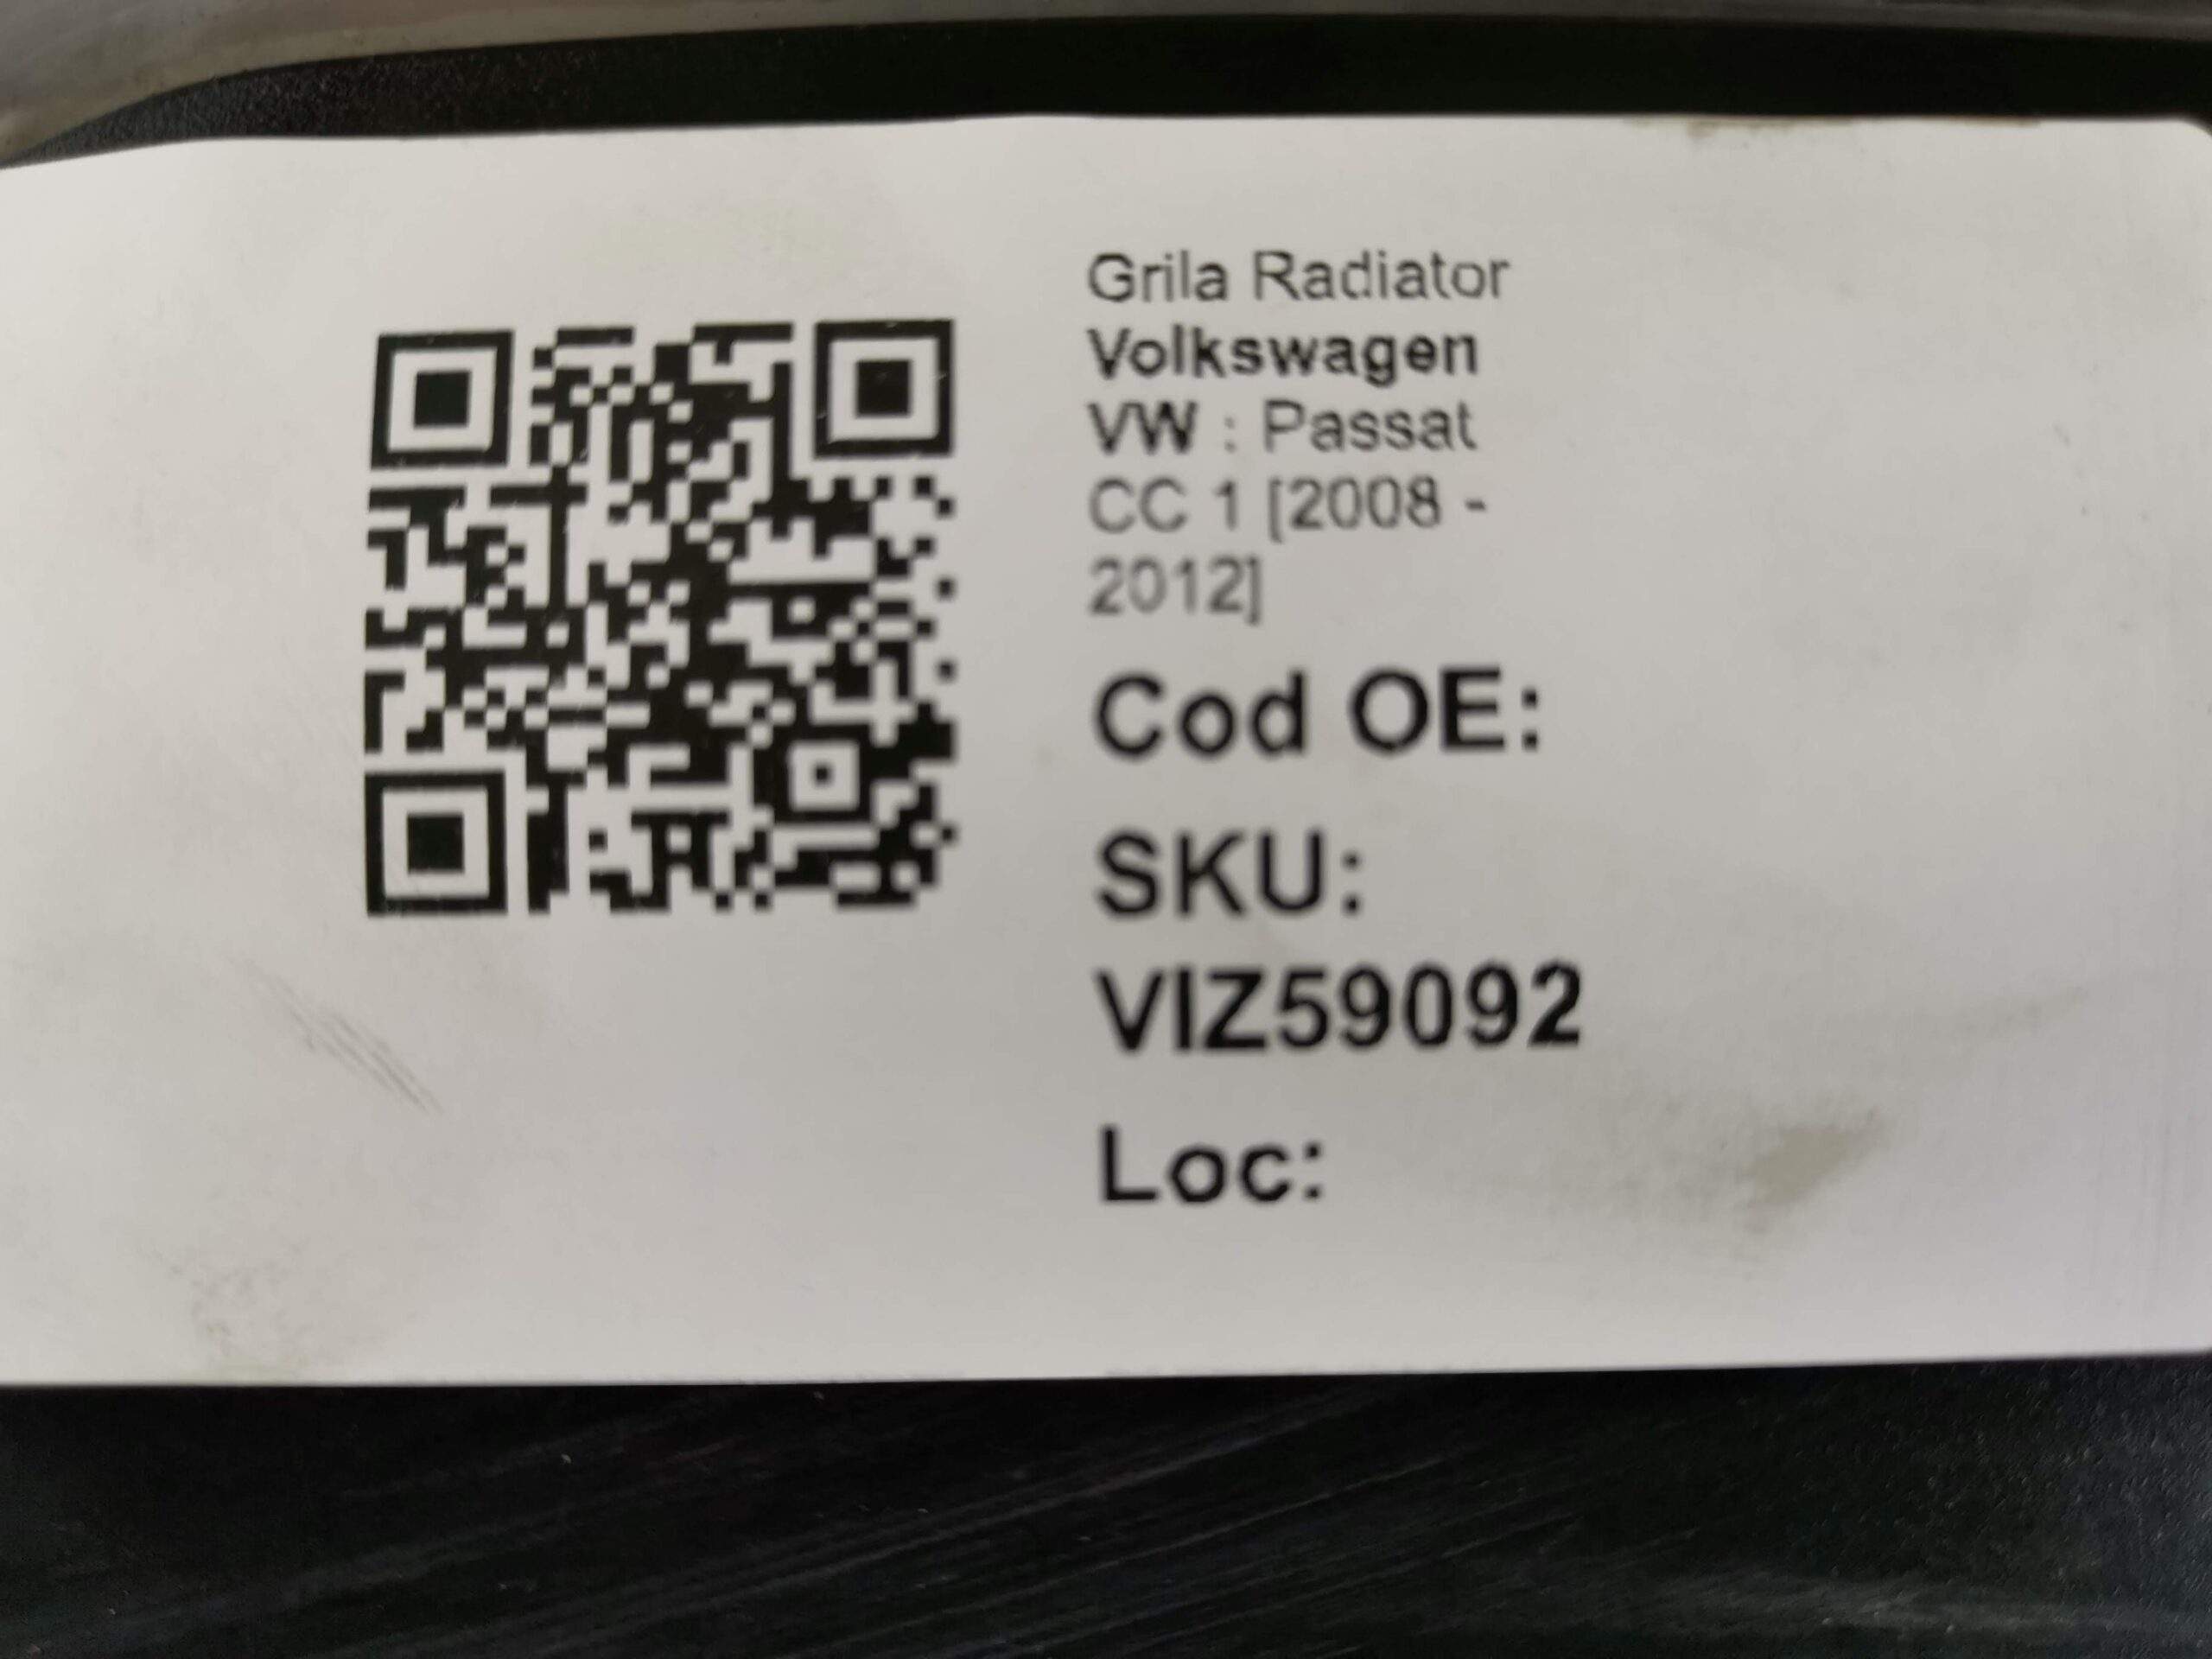 Grila Radiator
Volkswagen
VW : Passat
CC 1 [2008 -
2012]
Cod OE:
SKU:
VIZ59092
Loc: